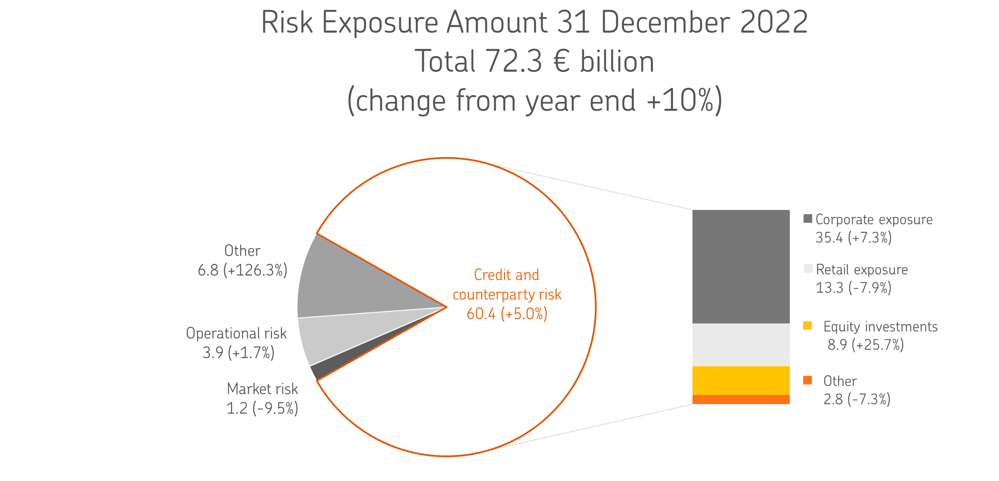 Risk Exposure Amount 31 December 2022
Total 72.3 € billion
(change from year end +10%)
Other
6.8 (+126.3%)
Operational risk
3.9 (+1.7%)
Market risk
1.2 (-9.5%)
Credit and
counterparty risk
60.4 (+5.0%)
Corporate exposure
35.4 (+7.3%)
Retail exposure
13.3 (-7.9%)
Equity investments
8.9 (+25.7%)
Other
2.8 (-7.3%)